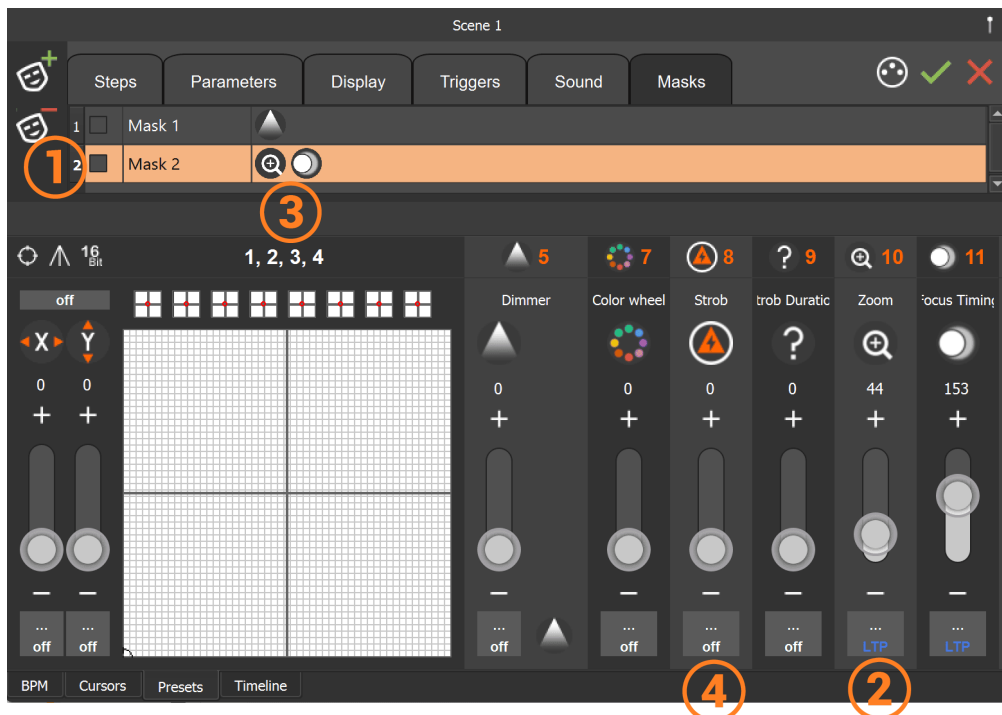 Scene 1
Steps Parameters Display Triggers Sound Masks
1 Mask 1
2 Mask 2
1
3
16 Bit
1, 2, 3, 4
5 7 8 9 10 11
off
Dimmer Color wheel Strob trob Duratic Zoom Focus Timing
X Y
0 0 0 0 0 0 44 153
+ + + + + + + +
- - - - - - - -
... ... ... ... ... ... ... ...
off off off off off off LTP LTP
BPM Cursors Presets Timeline
4 2